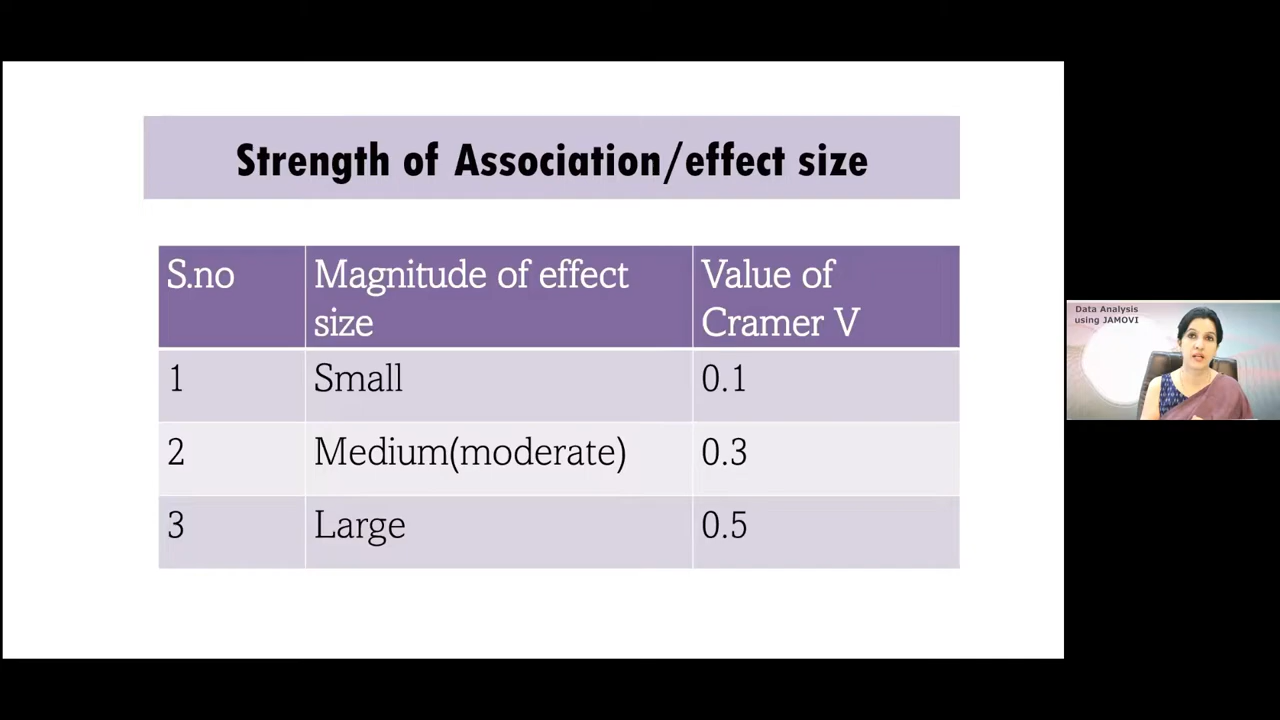 Strength of Association/effect size
S.no
Magnitude of effect
size
Value of
Cramer V
1
Small
0.1
2
Medium(moderate)
0.3
3
Large
0.5
Data Analysis
using JAMOVI